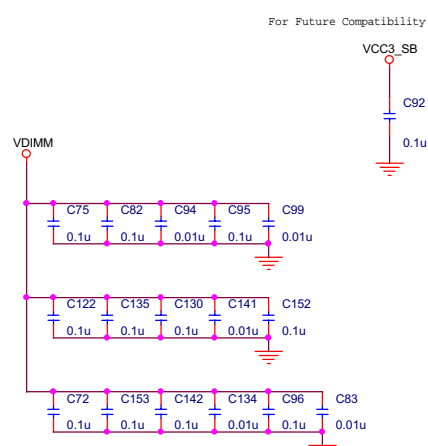 For Future Compatibility
VCC3_SB
C92
0.1u
VDIMM
C75 C82 C94 C95 C99
0.1u 0.1u 0.01u 0.1u 0.01u
C122 C135 C130 C141 C152
0.1u 0.1u 0.1u 0.01u 0.1u
C72 C153 C142 C134 C96 C83
0.1u 0.1u 0.1u 0.01u 0.1u 0.01u